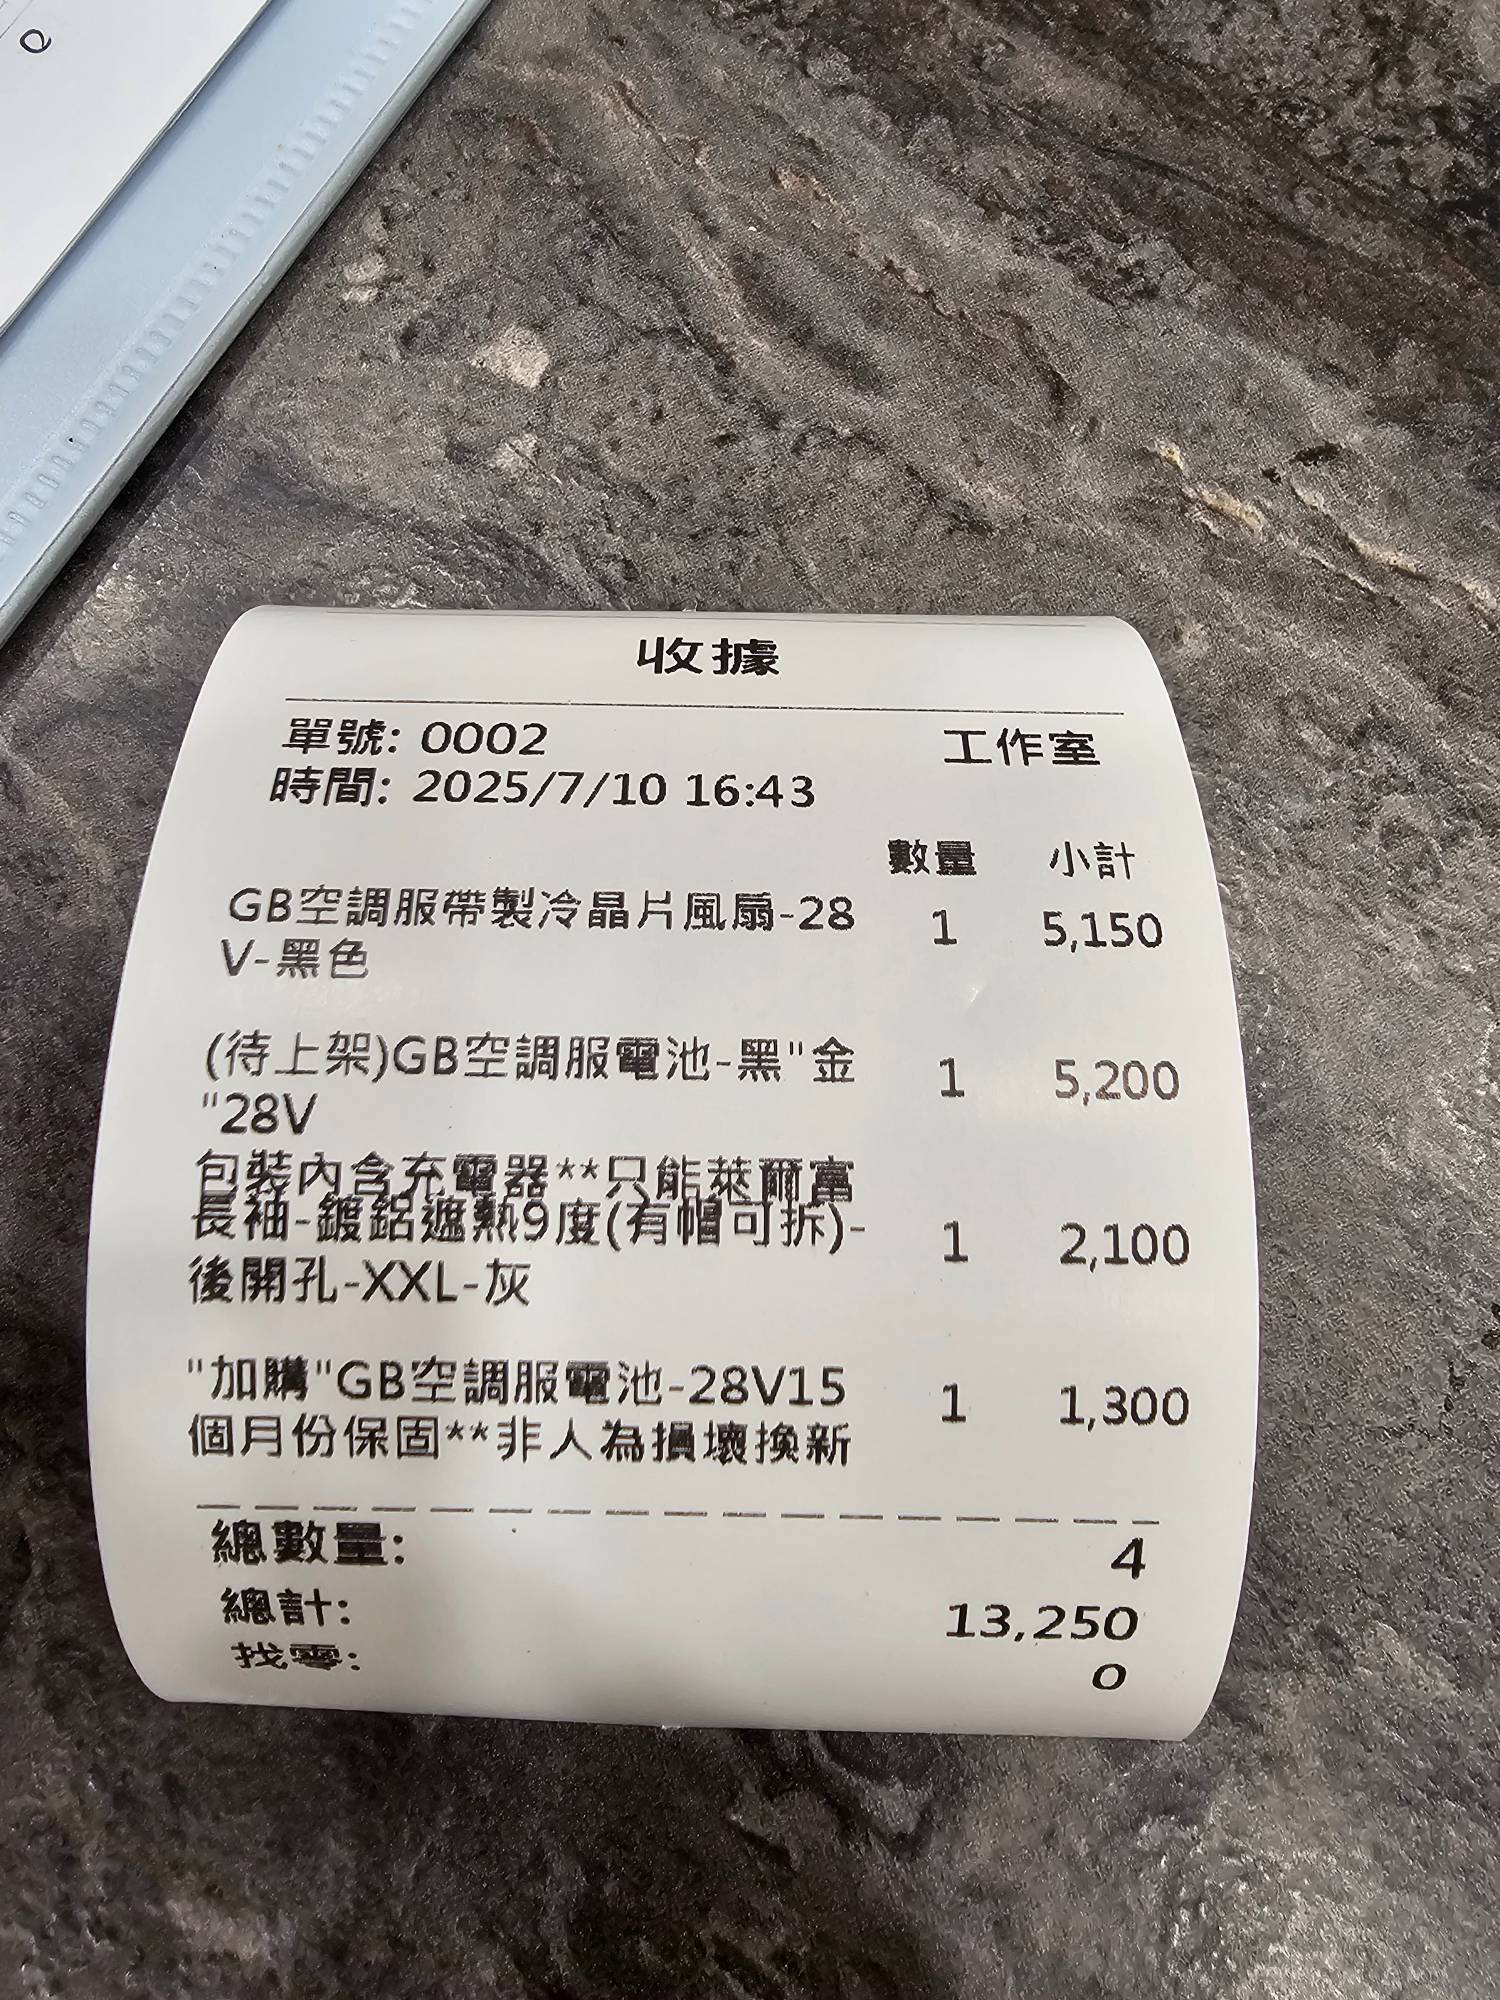 收據
單號: 0002 工作室
時間: 2025/7/10 16:43
數量 小計
GB空調服帶製冷晶片風扇-28 1 5,150
V-黑色
(待上架)GB空調服電池-黑"金 1 5,200
"28V
包裝內含充電器**只能萊爾富
長袖-鍍鋁遮熱9度(有帽可拆)- 1 2,100
後開孔-XXL-灰
"加購"GB空調服電池-28V15 1 1,300
個月份保固**非人為損壞換新
總數量: 4
總計: 13,250
找零: 0